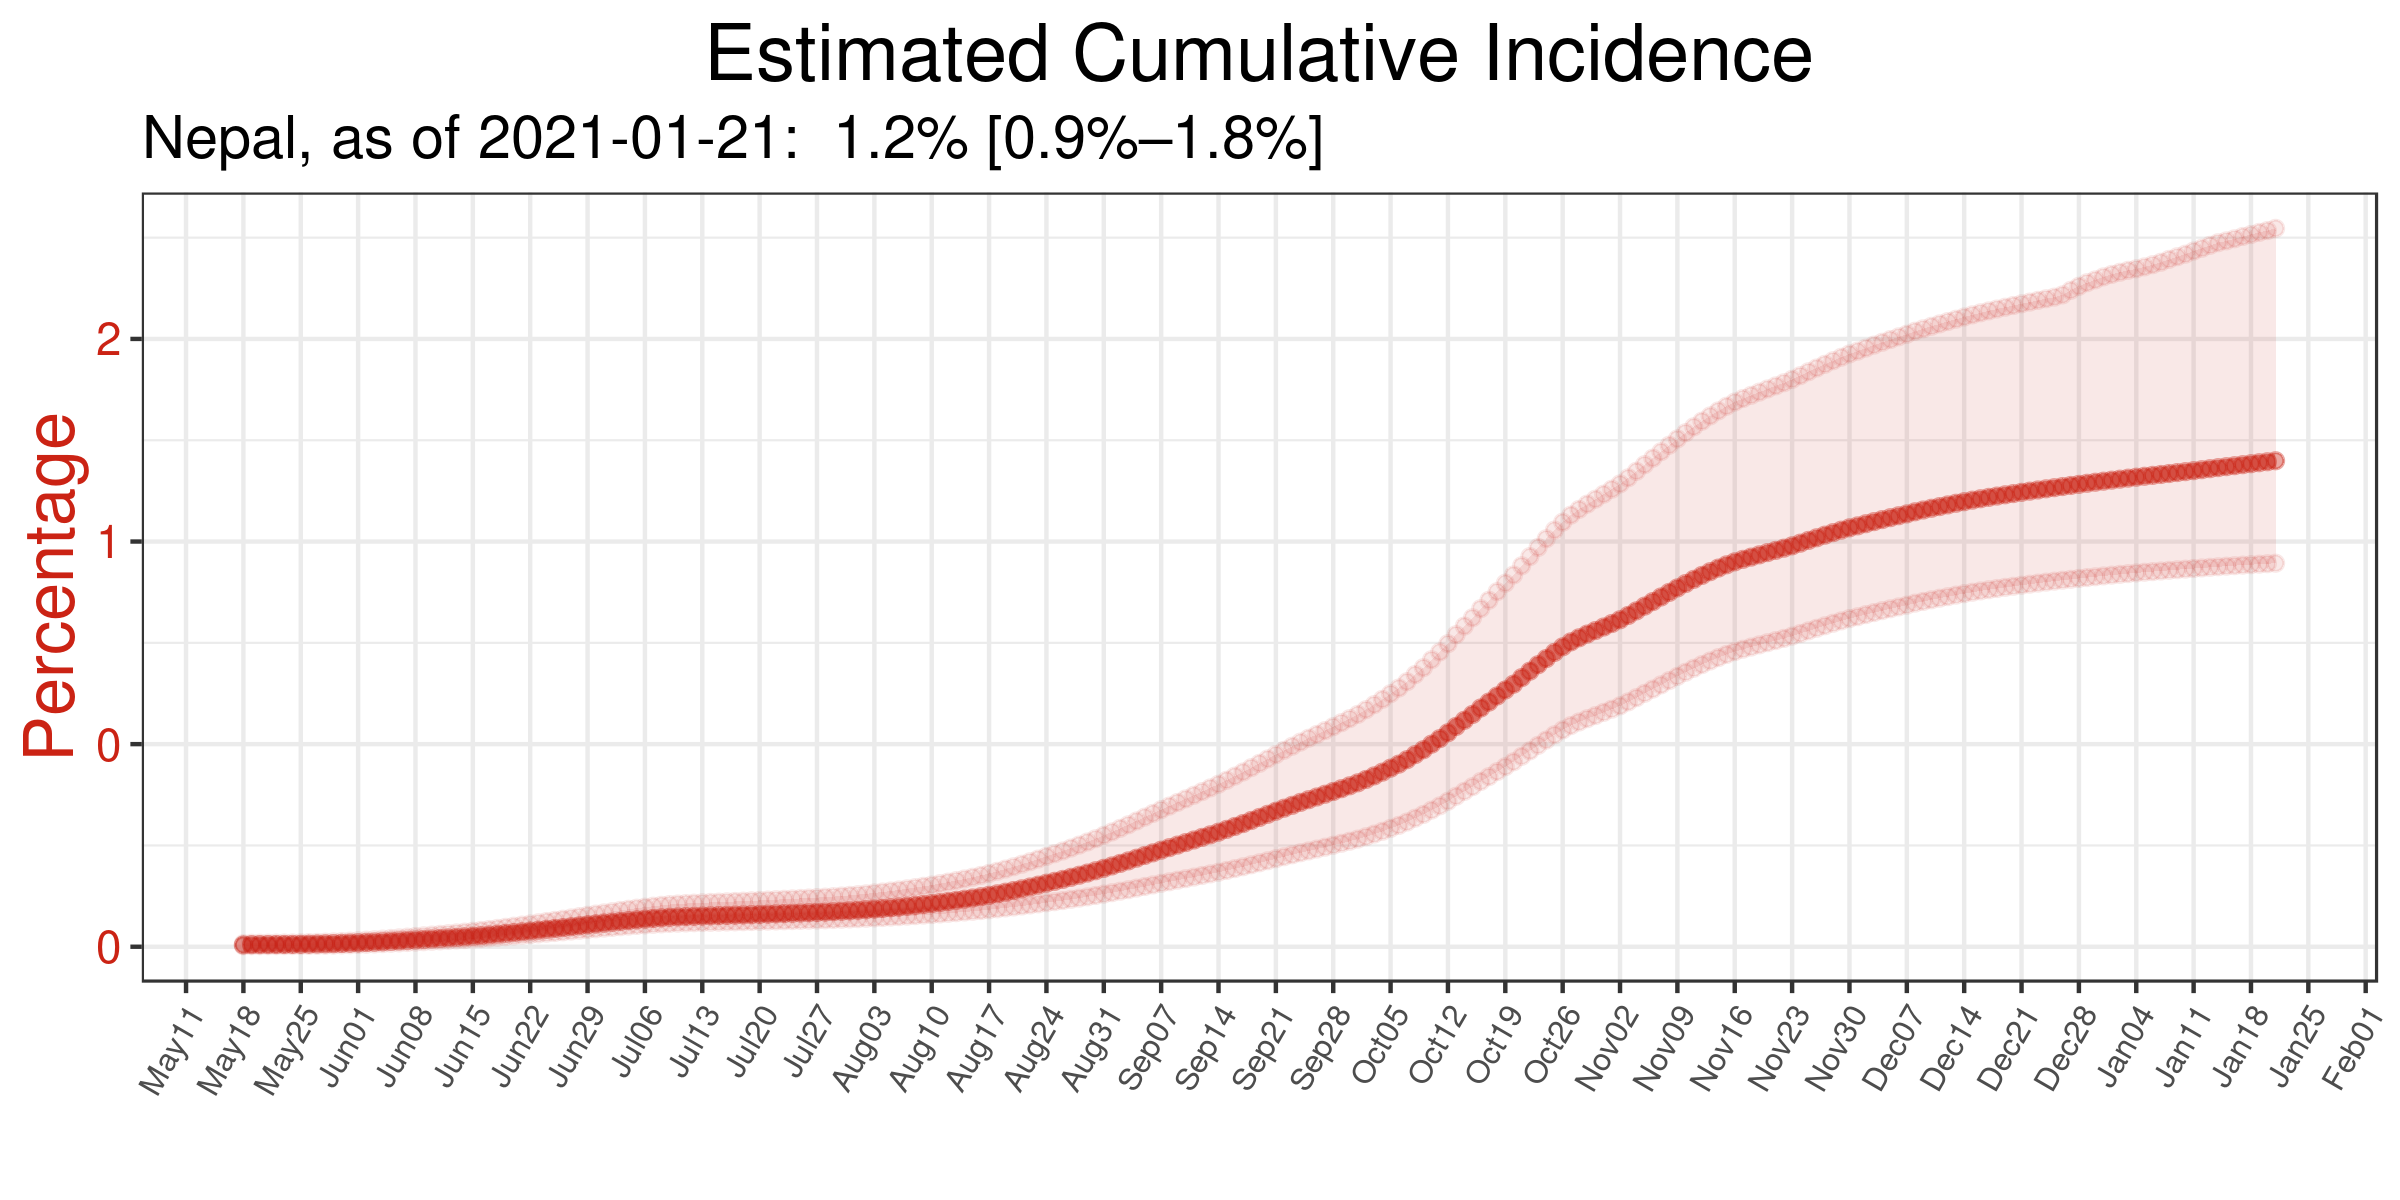 Estimated Cumulative Incidence
Nepal, as of 2021-01-21:  1.2% [0.9%–1.8%]
Percentage
2
1
0
0
May11
May18
May25
Jun01
Jun08
Jun15
Jun22
Jun29
Jul06
Jul13
Jul20
Jul27
Aug03
Aug10
Aug17
Aug24
Aug31
Sep07
Sep14
Sep21
Sep28
Oct05
Oct12
Oct19
Oct26
Nov02
Nov09
Nov16
Nov23
Nov30
Dec07
Dec14
Dec21
Dec28
Jan04
Jan11
Jan18
Jan25
Feb01